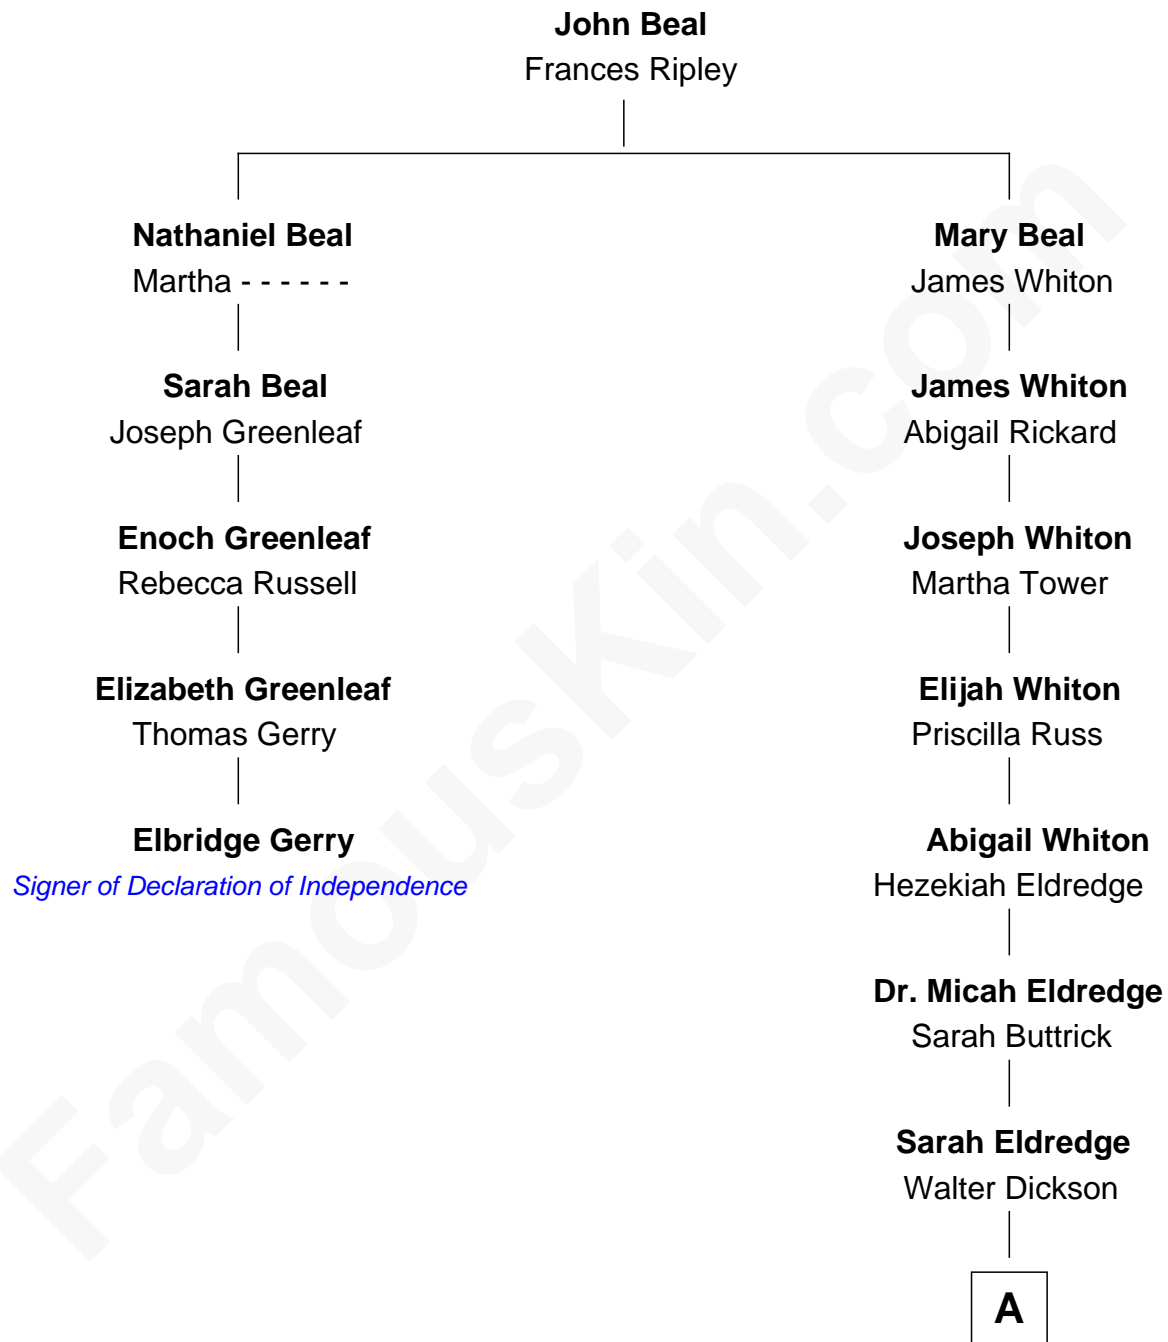 John Beal
Frances Ripley
Nathaniel Beal
Martha - - - - - -
Sarah Beal
Joseph Greenleaf
Enoch Greenleaf
Rebecca Russell
Elizabeth Greenleaf
Thomas Gerry
Elbridge Gerry
Signer of Declaration of Independence
Mary Beal
James Whiton
James Whiton
Abigail Rickard
Joseph Whiton
Martha Tower
Elijah Whiton
Priscilla Russ
Abigail Whiton
Hezekiah Eldredge
Dr. Micah Eldredge
Sarah Buttrick
Sarah Eldredge
Walter Dickson
A
FamousKin.com